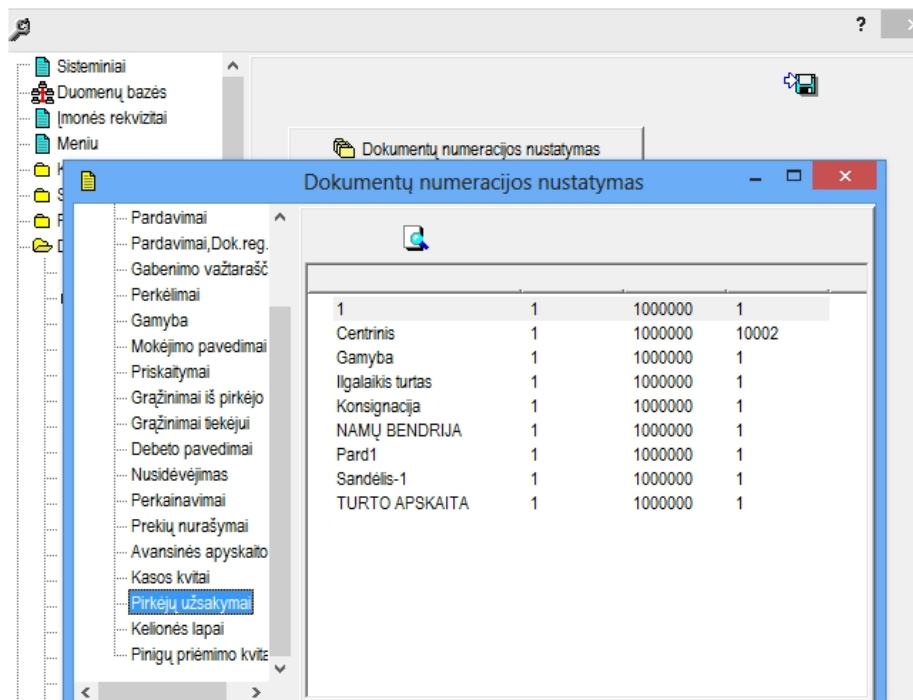 ?
Sisteminiai
Duomenų bazės
Įmonės rekvizitai
Meniu
Dokumentų numeracijos nustatymas
Dokumentų numeracijos nustatymas
Pardavimai
Pardavimai,Dok.reg.
Gabenimo važtarašč
Perkėlimai
Gamyba
Mokėjimo pavedimai
Priskaitymai
Grąžinimai iš pirkėjo
Grąžinimai tiekėjui
Debeto pavedimai
Nusidėvėjimas
Perkainavimai
Prekių nurašymai
Avansinės apyskaito
Kasos kvitai
Pirkėjų užsakymai
Kelionės lapai
Pinigų priėmimo kvita
1 1 1000000 1
Centrinis 1 1000000 10002
Gamyba 1 1000000 1
Ilgalaikis turtas 1 1000000 1
Konsignacija 1 1000000 1
NAMŲ BENDRIJA 1 1000000 1
Pard1 1 1000000 1
Sandėlis-1 1 1000000 1
TURTO APSKAITA 1 1000000 1